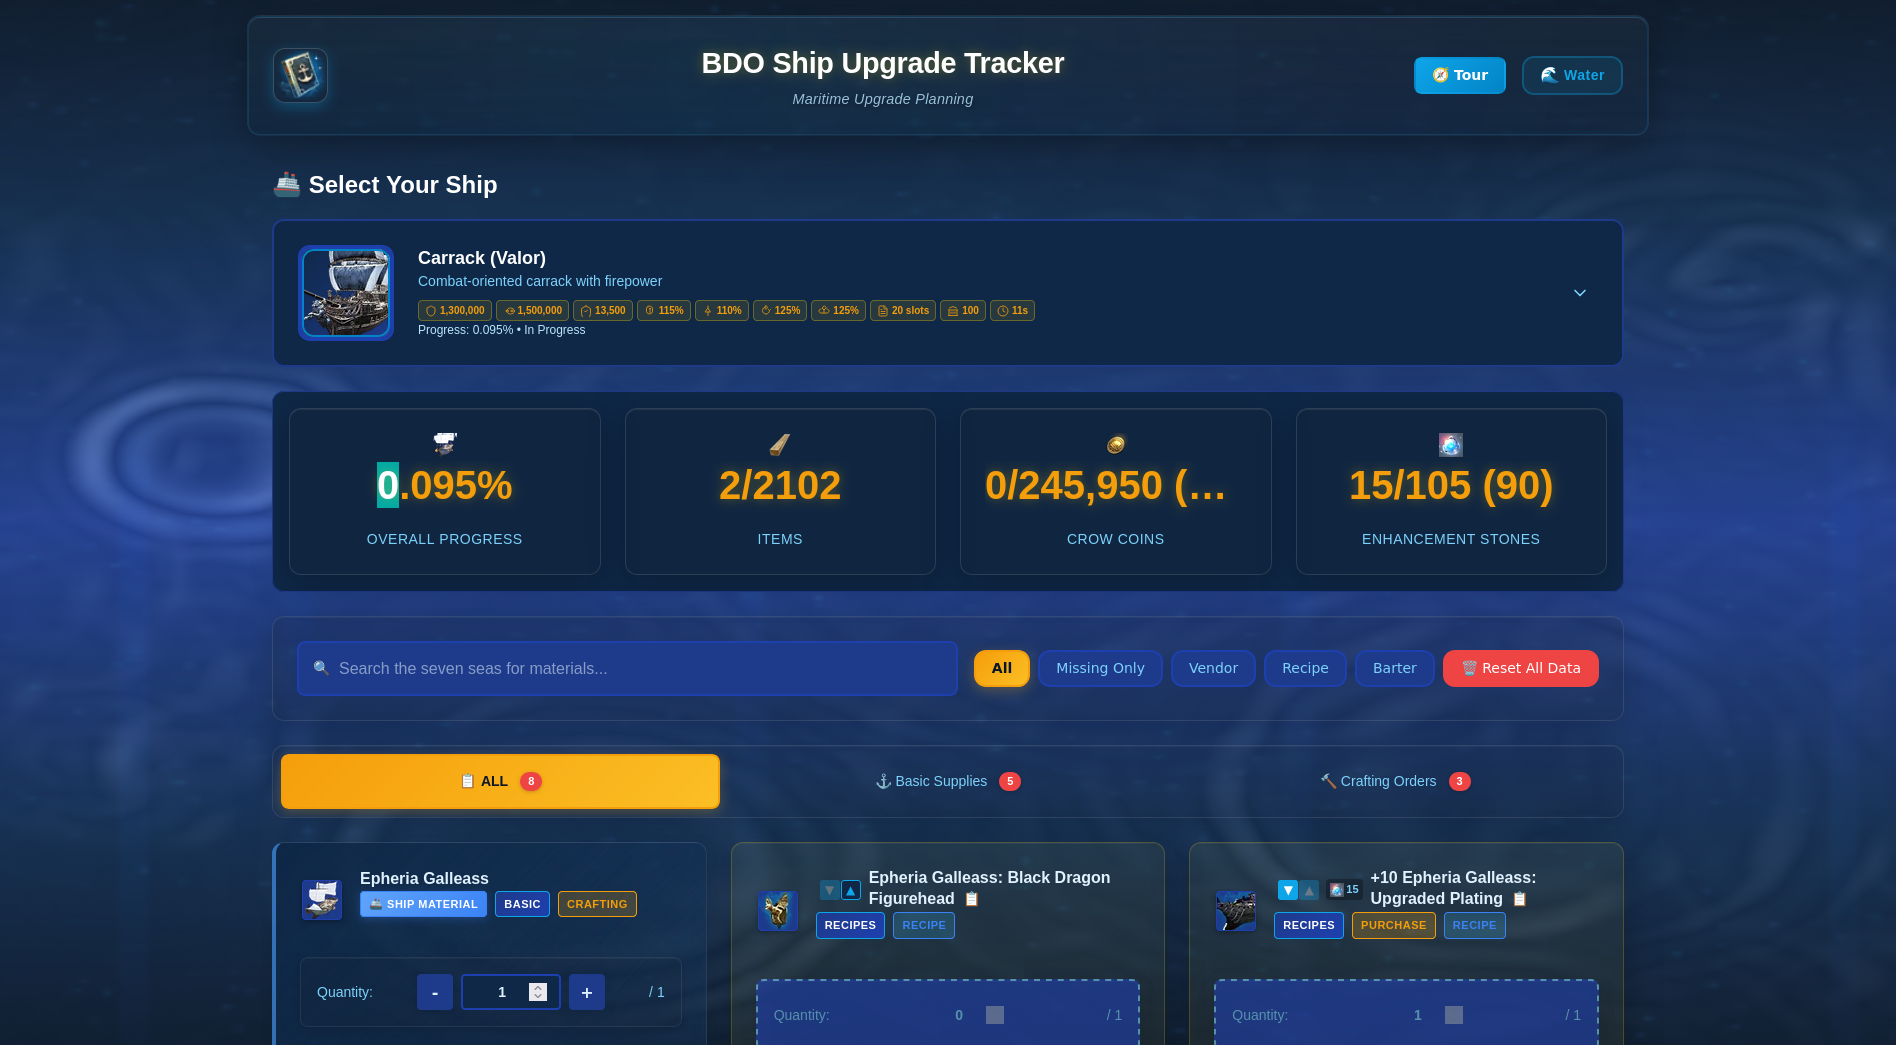 BDO Ship Upgrade Tracker
Maritime Upgrade Planning
🧭 Tour
🌊 Water
🚢 Select Your Ship
Carrack (Valor)
Combat-oriented carrack with firepower
1,300,000 1,500,000 13,500 115% 110% 125% 125% 20 slots 100 11s
Progress: 0.095% • In Progress
0.095%
OVERALL PROGRESS
2/2102
ITEMS
0/245,950 (…
CROW COINS
15/105 (90)
ENHANCEMENT STONES
🔍 Search the seven seas for materials...
All
Missing Only
Vendor
Recipe
Barter
🗑️ Reset All Data
📋 ALL 8
⚓ Basic Supplies 5
🔨 Crafting Orders 3
Epheria Galleass
🚢 SHIP MATERIAL BASIC CRAFTING
Quantity: - 1 + / 1
▼ ▲ Epheria Galleass: Black Dragon
Figurehead 📋
RECIPES RECIPE
Quantity: 0 / 1
▼ ▲ 15 +10 Epheria Galleass:
Upgraded Plating 📋
RECIPES PURCHASE RECIPE
Quantity: 1 / 1